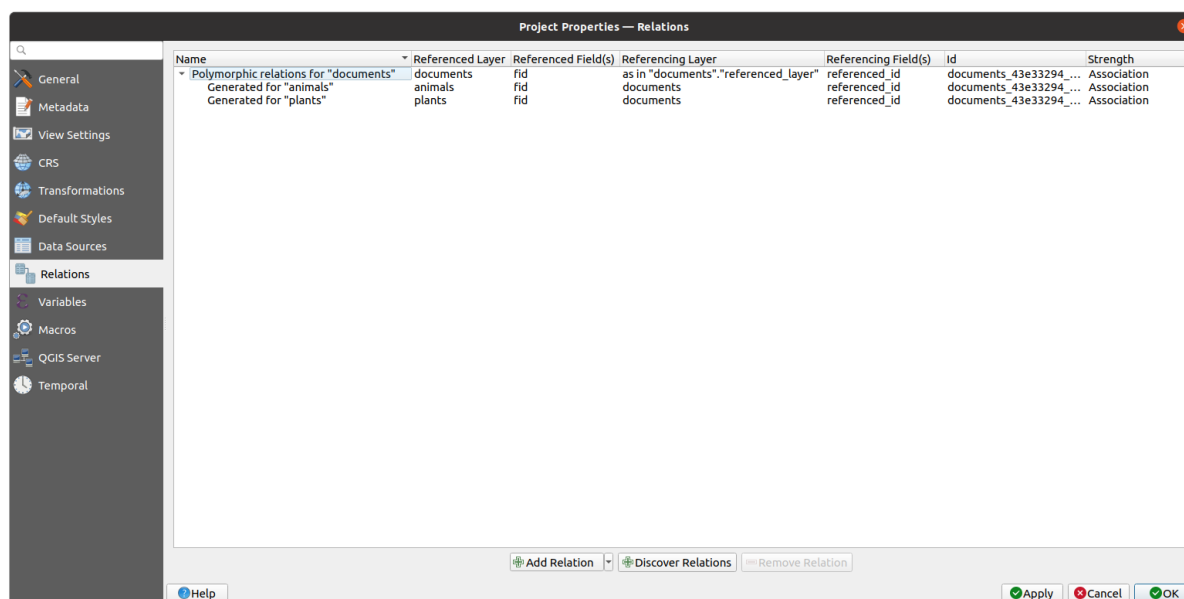 Project Properties — Relations
Name Referenced Layer Referenced Field(s) Referencing Layer Referencing Field(s) Id Strength
Polymorphic relations for "documents" documents fid as in "documents"."referenced_layer" referenced_id documents_43e33294_... Association
Generated for "animals" animals fid documents referenced_id documents_43e33294_... Association
Generated for "plants" plants fid documents referenced_id documents_43e33294_... Association
General
Metadata
View Settings
CRS
Transformations
Default Styles
Data Sources
Relations
Variables
Macros
QGIS Server
Temporal
Add Relation Discover Relations Remove Relation
Help Apply Cancel OK